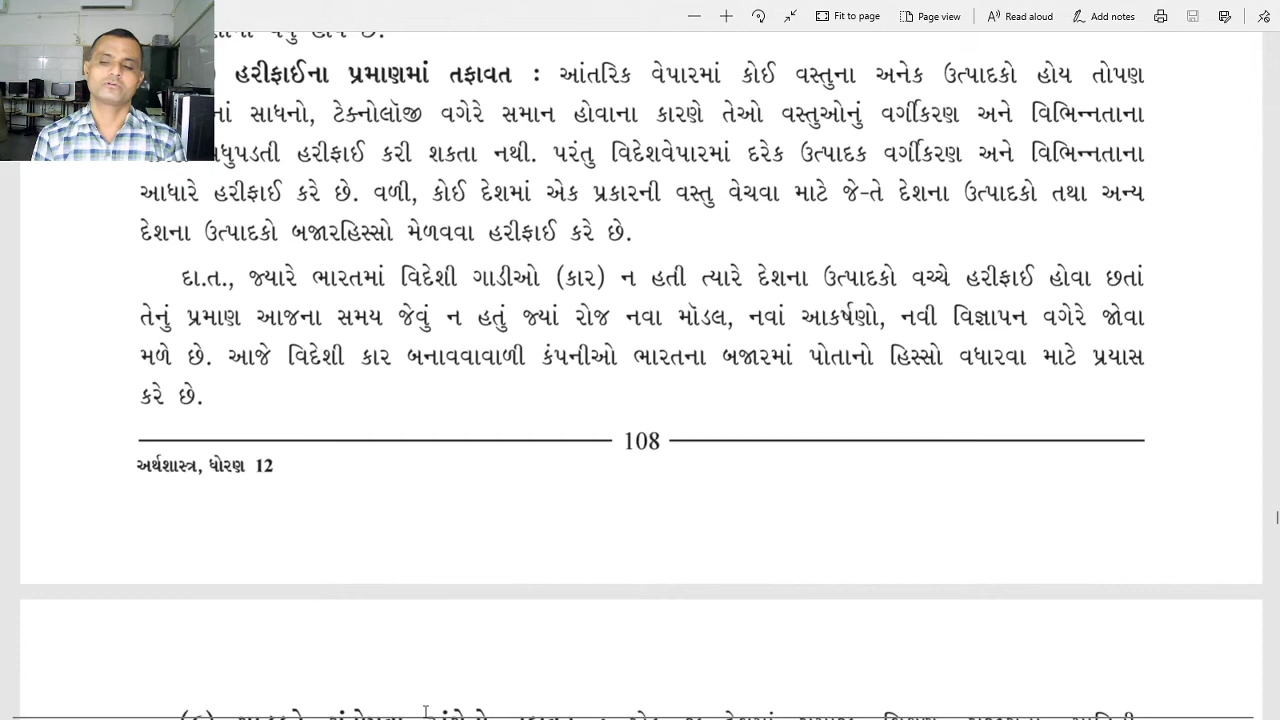 Fit to page Page view Read aloud Add notes
હરીફાઈના પ્રમાણમાં તફાવત : આંતરિક વેપારમાં કોઈ વસ્તુના અનેક ઉત્પાદકો હોય તોપણ
સાધનો, ટેક્નોલૉજી વગેરે સમાન હોવાના કારણે તેઓ વસ્તુઓનું વર્ગીકરણ અને વિભિન્નતાના
હરીફાઈ કરી શકતા નથી. પરંતુ વિદેશવેપારમાં દરેક ઉત્પાદક વર્ગીકરણ અને વિભિન્નતાના
આધારે હરીફાઈ કરે છે. વળી, કોઈ દેશમાં એક પ્રકારની વસ્તુ વેચવા માટે જે-તે દેશના ઉત્પાદકો તથા અન્ય
દેશના ઉત્પાદકો બજારહિસ્સો મેળવવા હરીફાઈ કરે છે.
દા.ત., જ્યારે ભારતમાં વિદેશી ગાડીઓ (કાર) ન હતી ત્યારે દેશના ઉત્પાદકો વચ્ચે હરીફાઈ હોવા છતાં
તેનું પ્રમાણ આજના સમય જેવું ન હતું જ્યાં રોજ નવા મૉડલ, નવાં આકર્ષણો, નવી વિજ્ઞાપન વગેરે જોવા
મળે છે. આજે વિદેશી કાર બનાવવાવાળી કંપનીઓ ભારતના બજારમાં પોતાનો હિસ્સો વધારવા માટે પ્રયાસ
કરે છે.
108
અર્થશાસ્ત્ર, ધોરણ 12